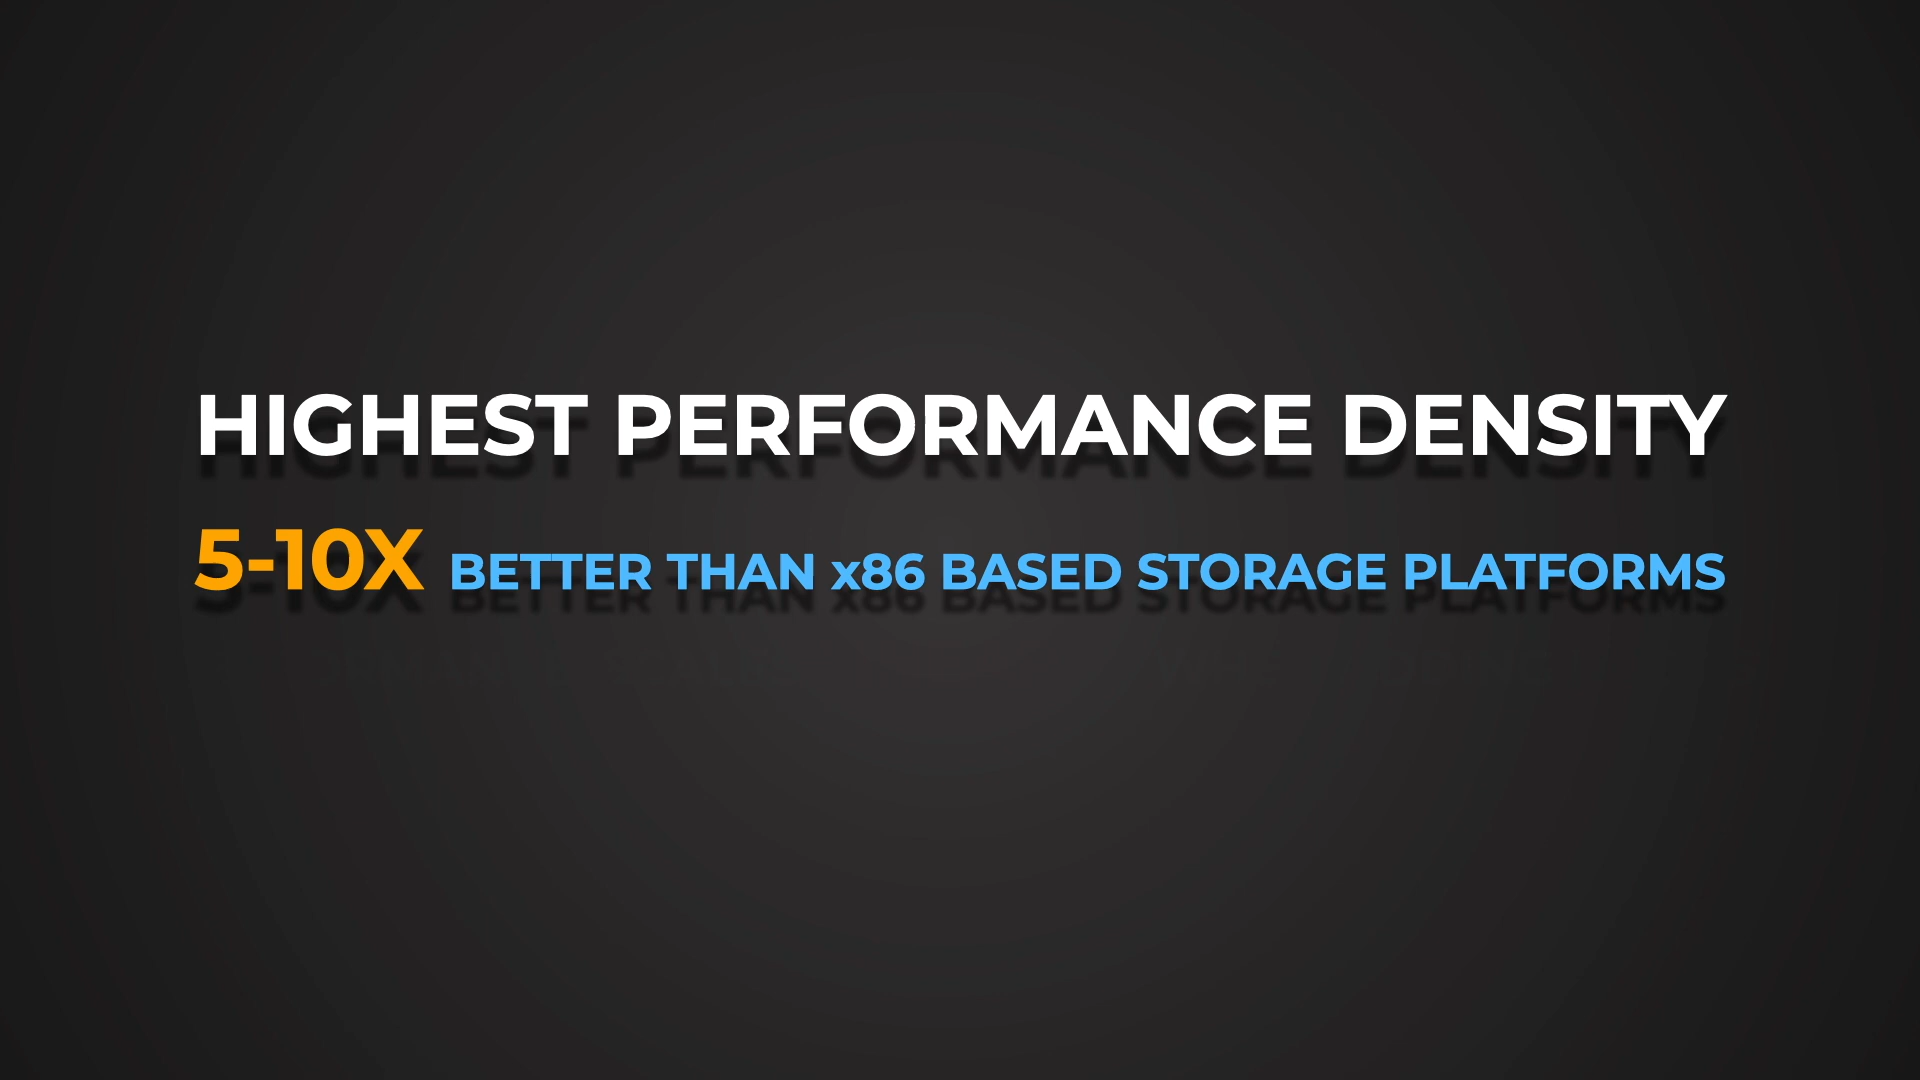 HIGHEST PERFORMANCE DENSITY
5-10X BETTER THAN x86 BASED STORAGE PLATFORMS